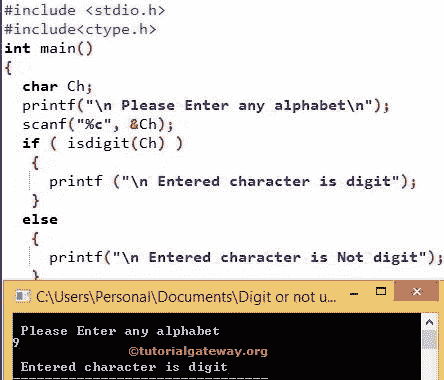 #include <stdio.h>
#include<ctype.h>
int main()
{
char Ch;
printf("\n Please Enter any alphabet\n");
scanf("%c", &Ch);
if ( isdigit(Ch) )
{
printf ("\n Entered character is digit");
}
else
{
printf("\n Entered character is Not digit");
}
C:\Users\Personal\Documents\Digit or not u...
Please Enter any alphabet
9
©tutorialgateway.org
Entered character is digit